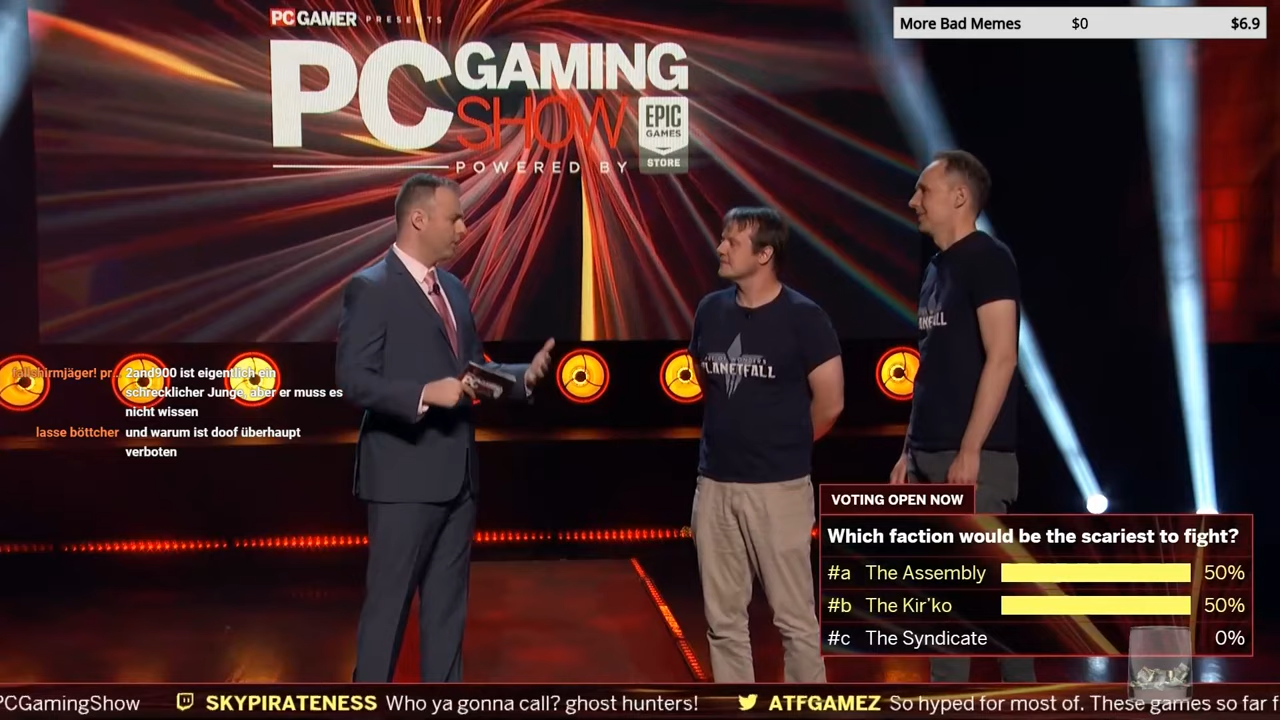 PC GAMER PRESENTS
PC GAMING
SHOW
EPIC
GAMES
STORE
POWERED BY
More Bad Memes $0 $6.9
2and900 ist eigentlich ein
schrecklicher Junge, aber er muss es
nicht wissen
lasse böttcher und warum ist doof überhaupt
verboten
PLANETFALL
VOTING OPEN NOW
Which faction would be the scariest to fight?
#a The Assembly 50%
#b The Kir'ko 50%
#c The Syndicate 0%
PCGamingShow SKYPIRATENESS Who ya gonna call? ghost hunters! ATFGAMEZ So hyped for most of. These games so far